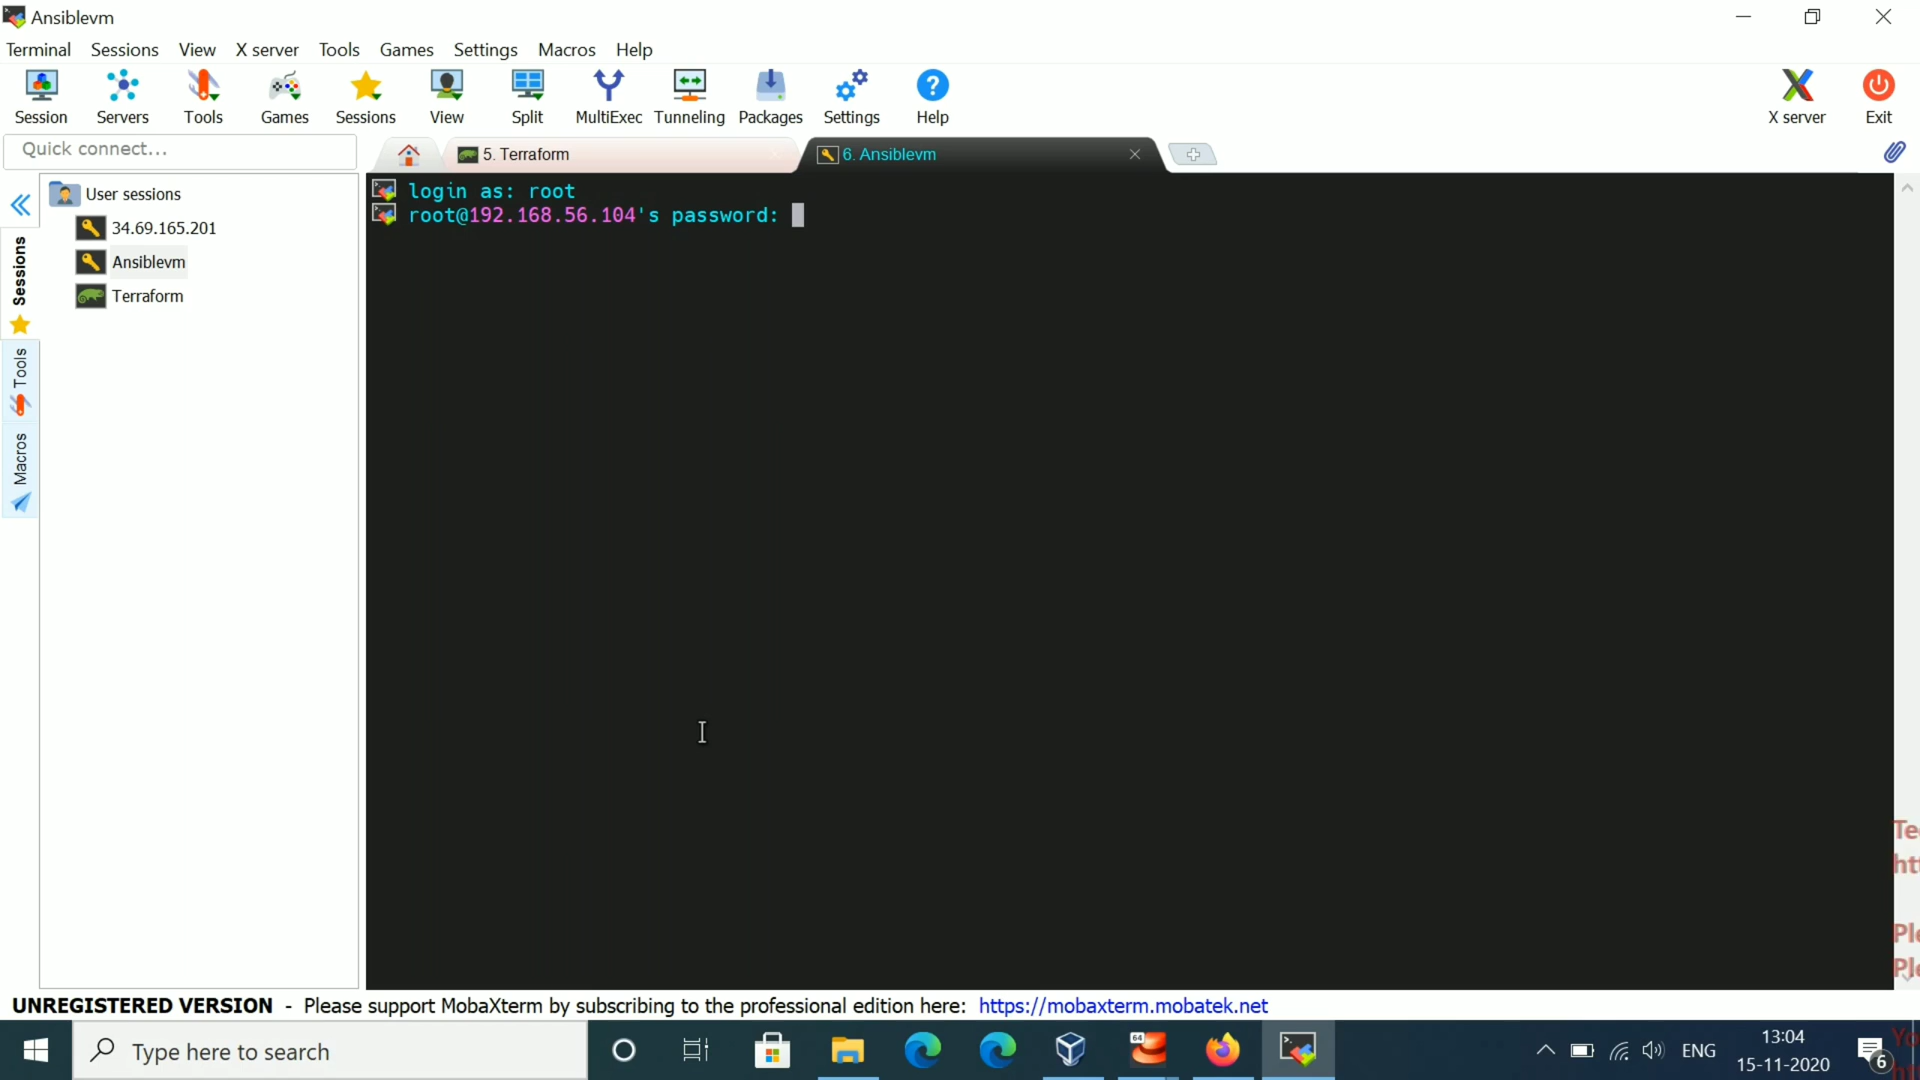 Ansiblevm
Terminal Sessions View X server Tools Games Settings Macros Help
Session Servers Tools Games Sessions View Split MultiExec Tunneling Packages Settings Help X server Exit
Quick connect...
5. Terraform
6. Ansiblevm
User sessions
34.69.165.201
Ansiblevm
Terraform
Sessions
Tools
Macros
login as: root
root@192.168.56.104's password:
UNREGISTERED VERSION - Please support MobaXterm by subscribing to the professional edition here: https://mobaxterm.mobatek.net
Type here to search
64
ENG
13:04
15-11-2020
6